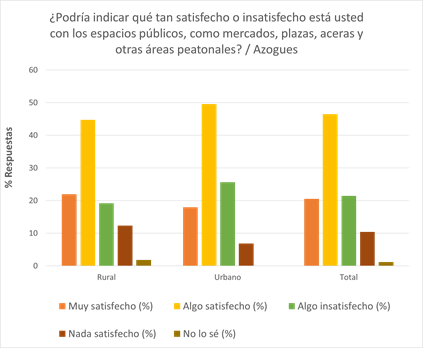 ¿Podría indicar qué tan satisfecho o insatisfecho está usted
con los espacios públicos, como mercados, plazas, aceras y
otras áreas peatonales? / Azogues
60
50
40
30
20
10
0
% Respuestas
Rural Urbano Total
Muy satisfecho (%) Algo satisfecho (%) Algo insatisfecho (%)
Nada satisfecho (%) No lo sé (%)